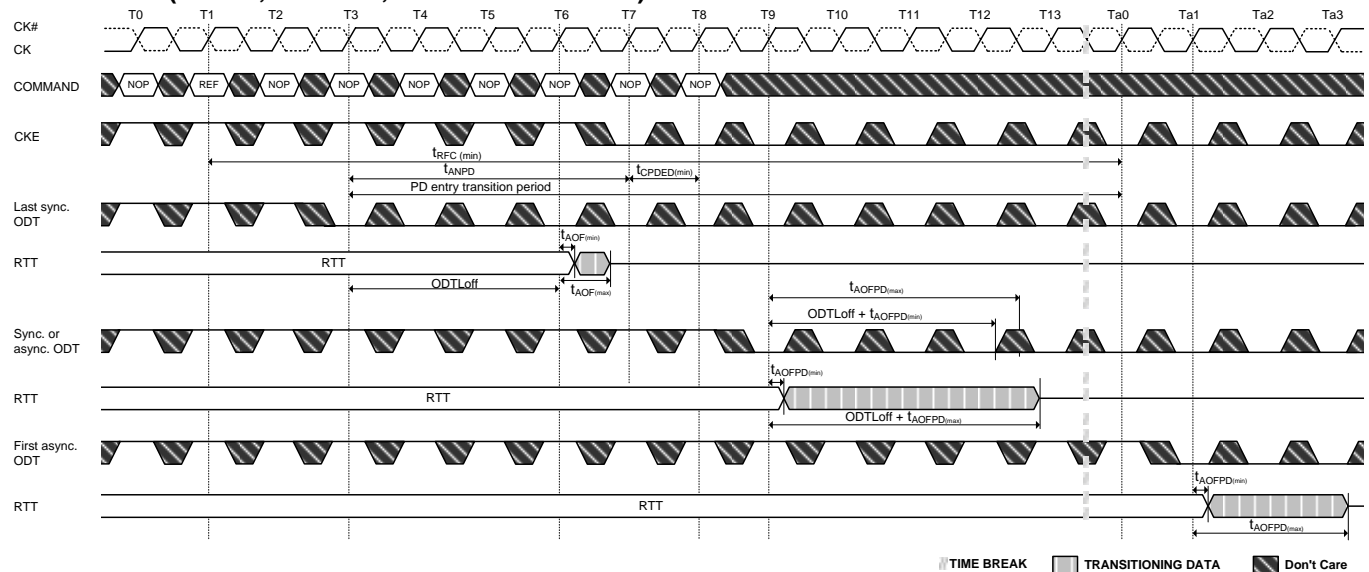 T0 T1 T2 T3 T4 T5 T6 T7 T8 T9 T10 T11 T12 T13 Ta0 Ta1 Ta2 Ta3
CK#
CK
COMMAND NOP REF NOP NOP NOP NOP NOP NOP NOP
CKE
tRFC (min)
tANPD tCPDED(min)
PD entry transition period
Last sync.
ODT
tAOF(min)
RTT RTT
ODTLoff tAOF(max)
tAOFPD(max)
ODTLoff + tAOFPD(min)
Sync. or
async. ODT
tAOFPD(min)
RTT RTT
ODTLoff + tAOFPD(max)
First async.
ODT
tAOFPD(min)
RTT RTT
tAOFPD(max)
TIME BREAK TRANSITIONING DATA Don't Care